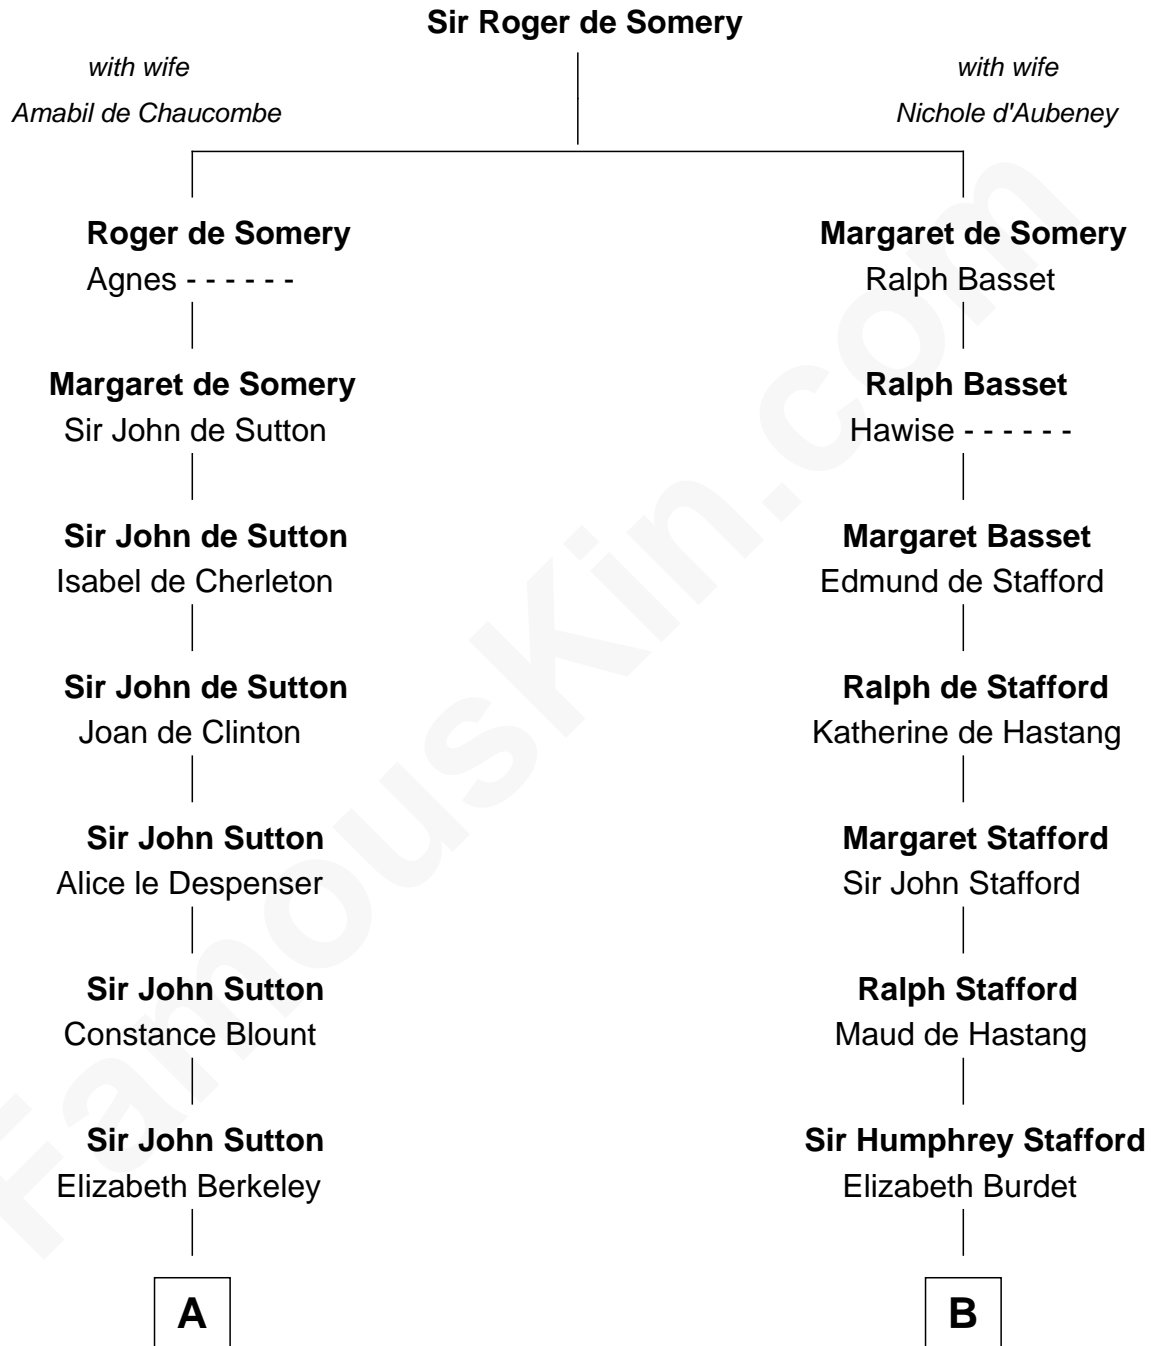 Sir Roger de Somery
with wife
Amabil de Chaucombe
with wife
Nichole d'Aubeney
Roger de Somery
Agnes - - - - - -
Margaret de Somery
Sir John de Sutton
Sir John de Sutton
Isabel de Cherleton
Sir John de Sutton
Joan de Clinton
Sir John Sutton
Alice le Despenser
Sir John Sutton
Constance Blount
Sir John Sutton
Elizabeth Berkeley
A
Margaret de Somery
Ralph Basset
Ralph Basset
Hawise - - - - - -
Margaret Basset
Edmund de Stafford
Ralph de Stafford
Katherine de Hastang
Margaret Stafford
Sir John Stafford
Ralph Stafford
Maud de Hastang
Sir Humphrey Stafford
Elizabeth Burdet
B
FamousKin.com